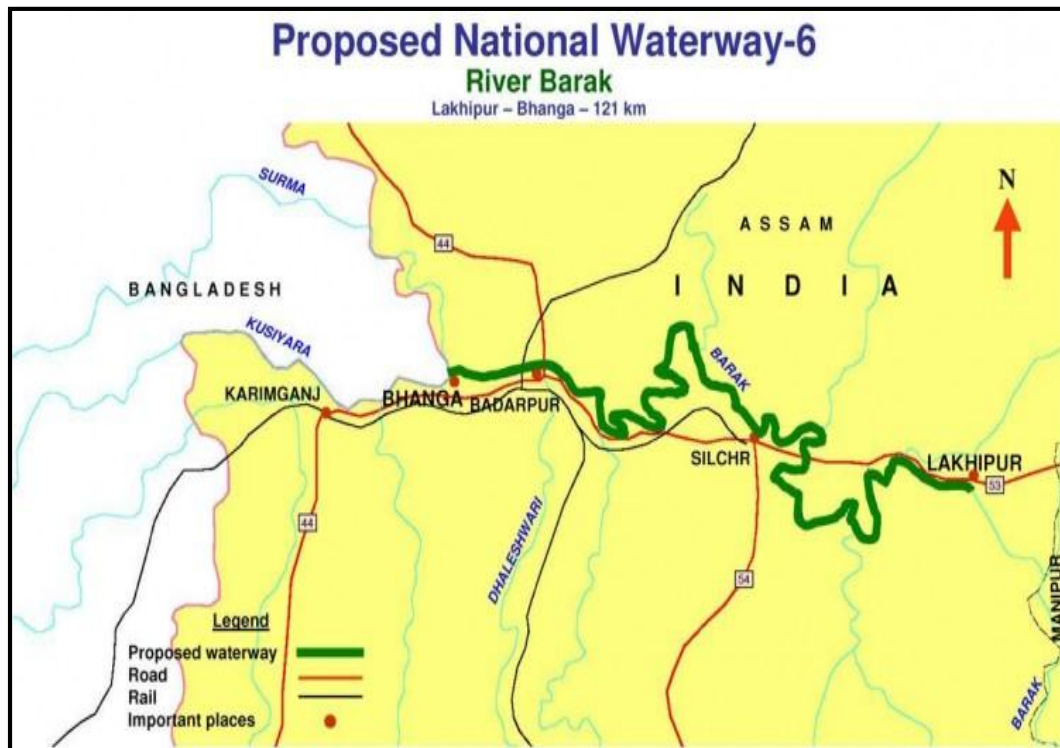 Proposed National Waterway-6
River Barak
Lakhipur – Bhanga – 121 km
SURMA
N
ASSAM
44
BANGLADESH
INDIA
KUSIYARA
BARAK
KARIMGANJ
BHANGA
BADARPUR
SILCHR
LAKHIPUR
53
44
DHALESHWARI
54
MANIPUR
BARAK
Legend
Proposed waterway
Road
Rail
Important places